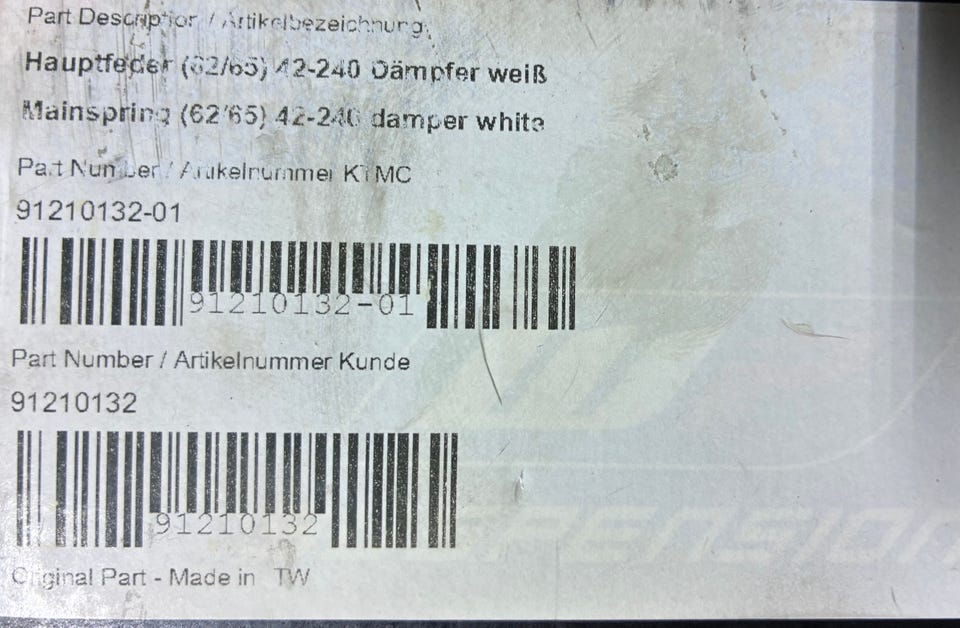 Part Description / Artikelbezeichnung
Hauptfeder (62/65) 42-240 Dämpfer weiß
Mainspring (62/65) 42-240 damper white
Part Number / Artikelnummer KTMC
91210132-01
91210132-01
Part Number / Artikelnummer Kunde
91210132
91210132
Original Part - Made in TW